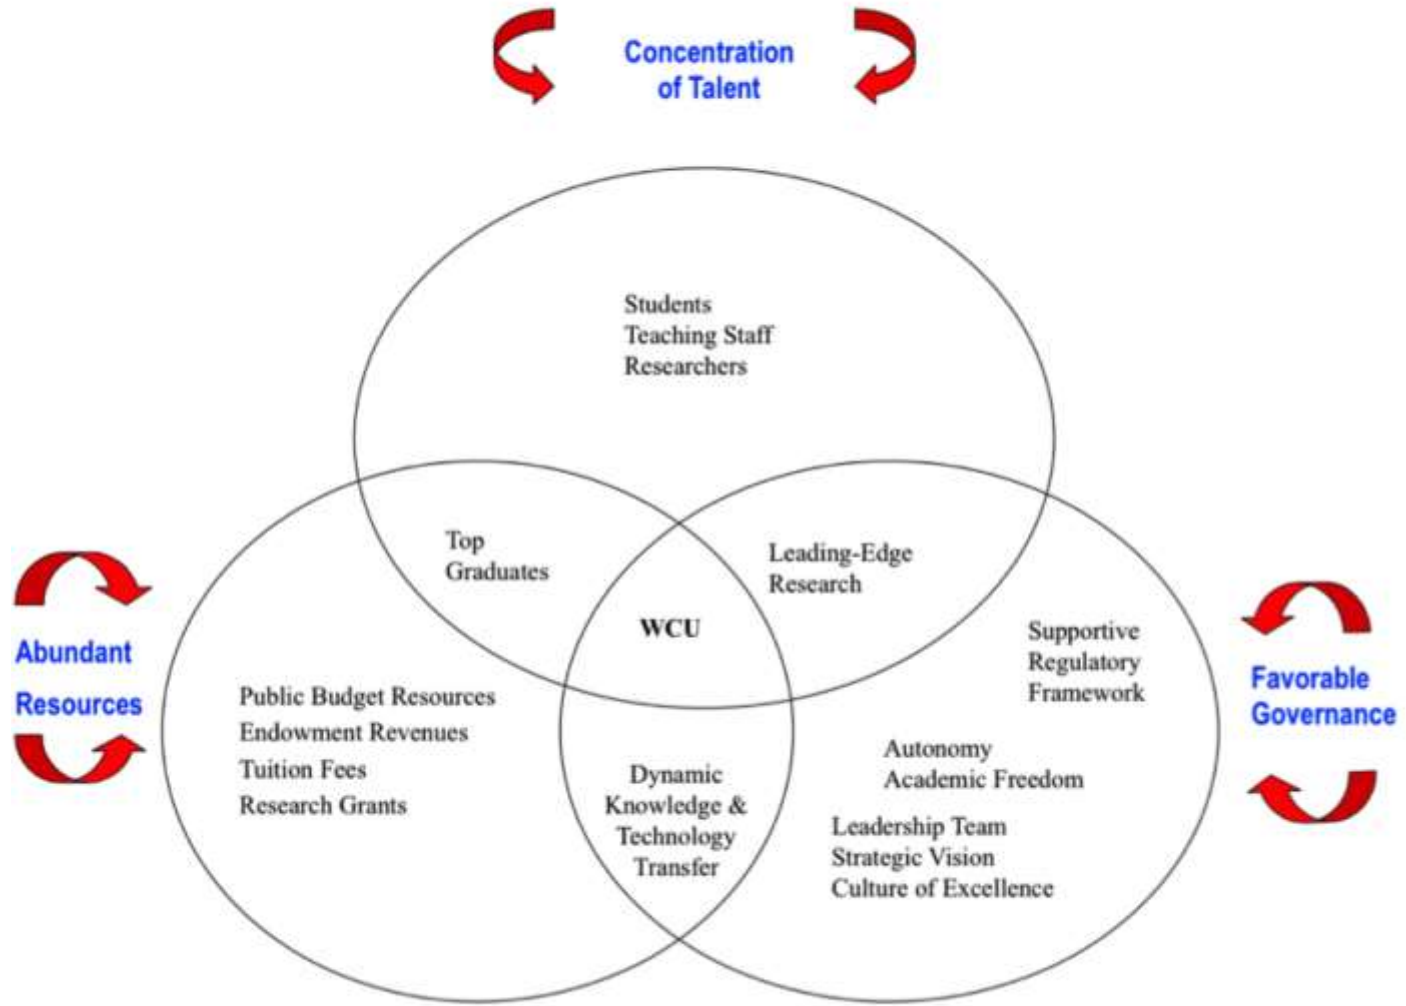 Concentration
of Talent
Students
Teaching Staff
Researchers
Top
Graduates
Leading-Edge
Research
WCU
Supportive
Regulatory
Framework
Abundant
Resources
Favorable
Governance
Public Budget Resources
Endowment Revenues
Tuition Fees
Research Grants
Autonomy
Academic Freedom
Dynamic
Knowledge &
Technology
Transfer
Leadership Team
Strategic Vision
Culture of Excellence